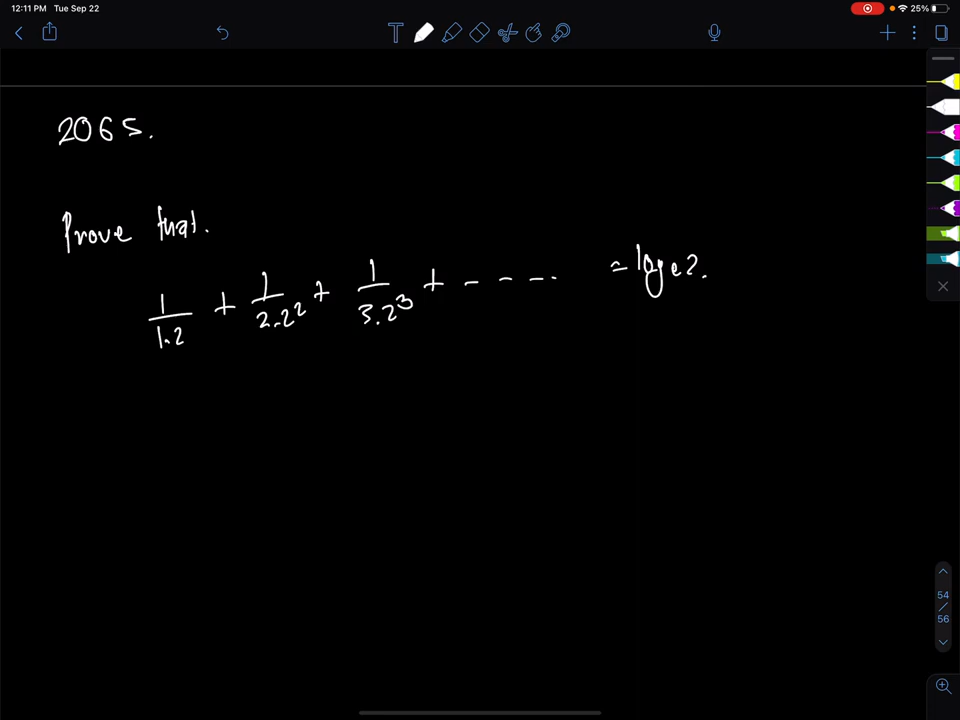 12:11 PM Tue Sep 22
25%
T
2065.
Prove that.
1/1.2 + 1/2.2² + 1/3.2³ + - - - - = loge2.
54
/
56